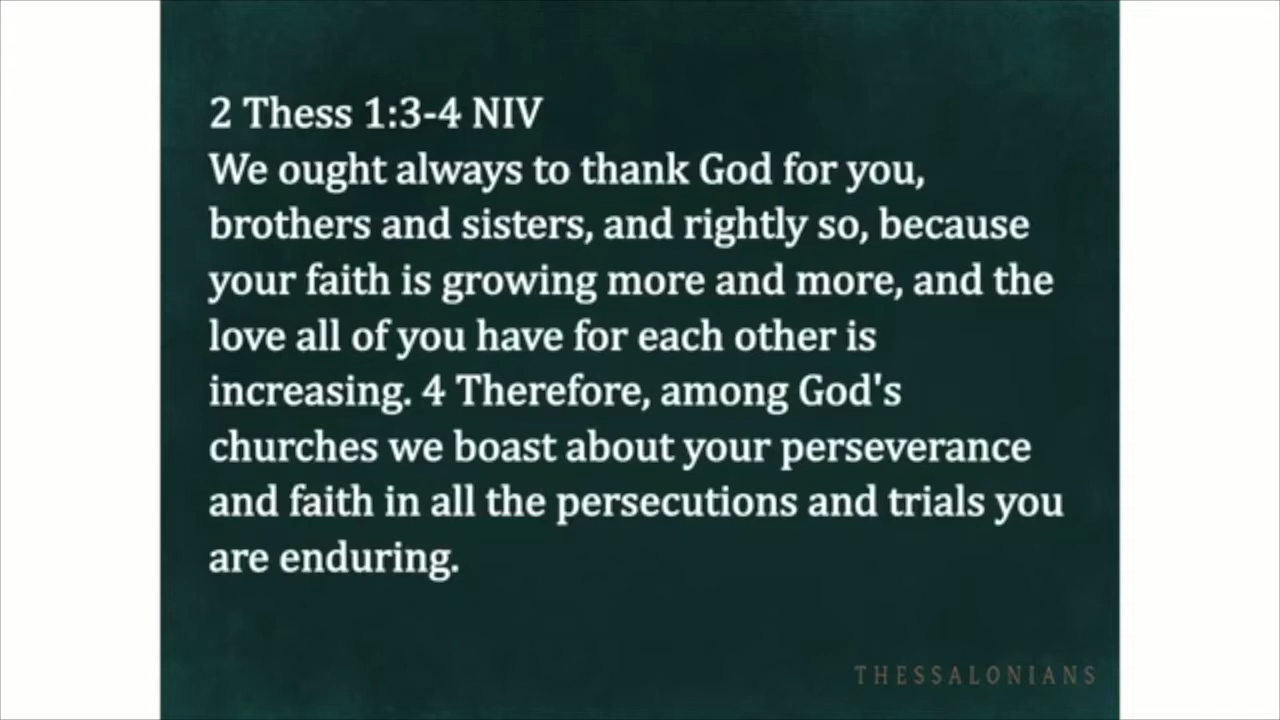 2 Thess 1:3-4 NIV
We ought always to thank God for you,
brothers and sisters, and rightly so, because
your faith is growing more and more, and the
love all of you have for each other is
increasing. 4 Therefore, among God's
churches we boast about your perseverance
and faith in all the persecutions and trials you
are enduring.
THESSALONIANS